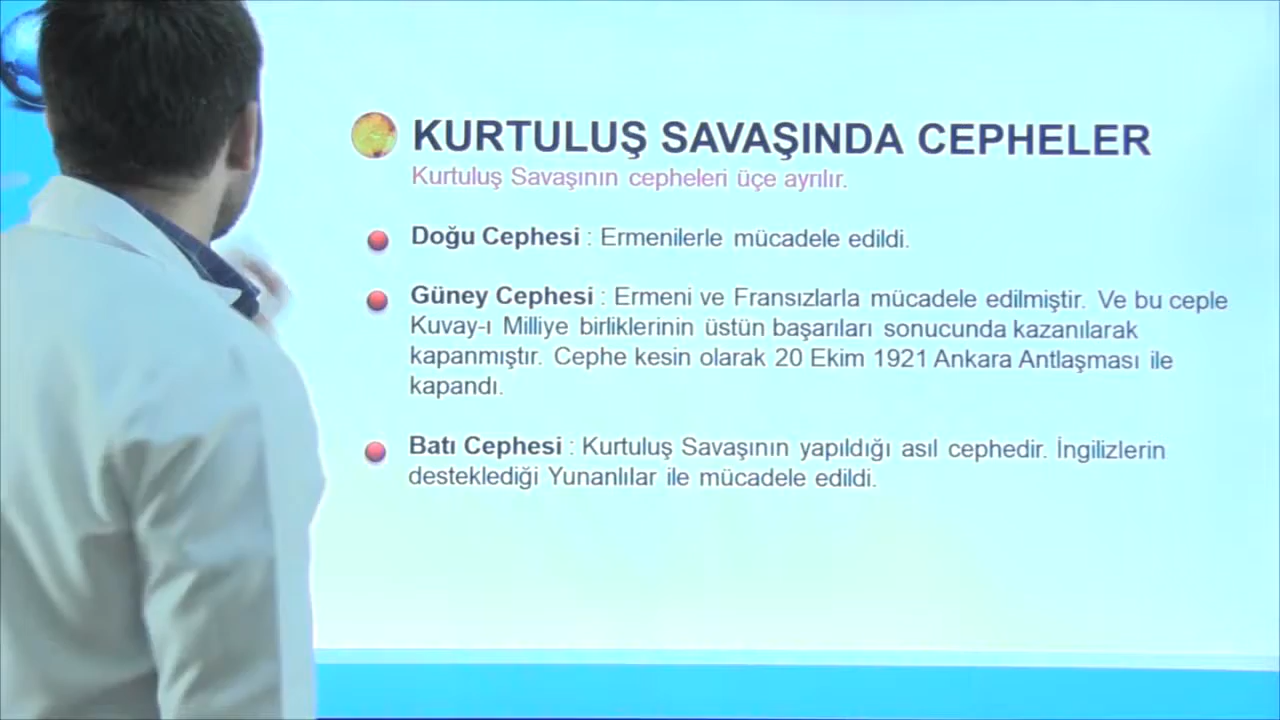 KURTULUŞ SAVAŞINDA CEPHELER
Kurtuluş Savaşının cepheleri üçe ayrılır.
Doğu Cephesi : Ermenilerle mücadele edildi.
Güney Cephesi : Ermeni ve Fransızlarla mücadele edilmiştir. Ve bu ceple
Kuvay-ı Milliye birliklerinin üstün başarıları sonucunda kazanılarak
kapanmıştır. Cephe kesin olarak 20 Ekim 1921 Ankara Antlaşması ile
kapandı.
Batı Cephesi : Kurtuluş Savaşının yapıldığı asıl cephedir. İngilizlerin
desteklediği Yunanlılar ile mücadele edildi.